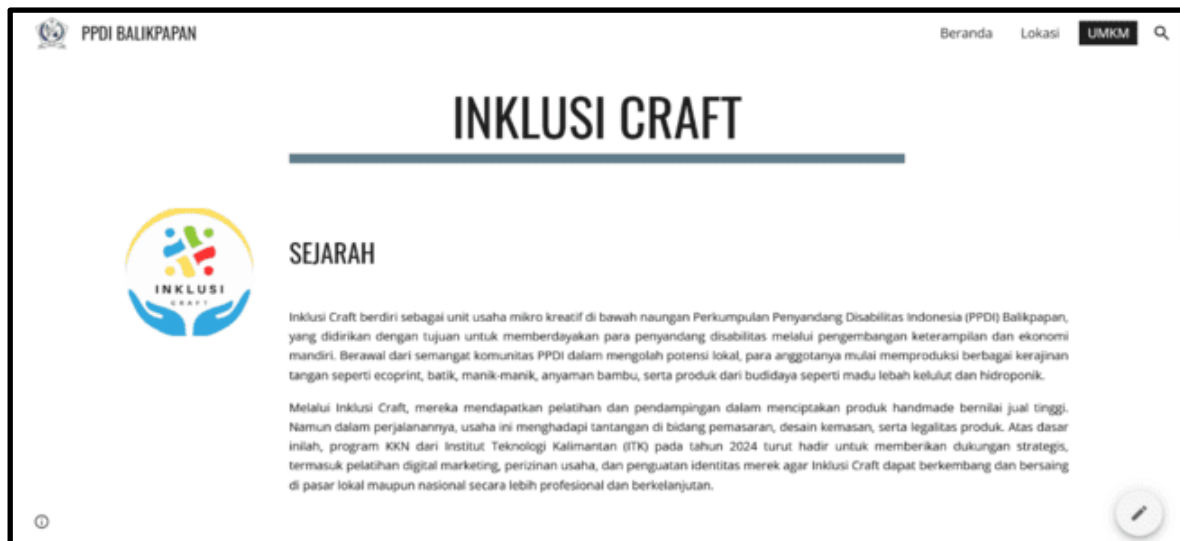 PPDI BALIKPAPAN
Beranda Lokasi UMKM
INKLUSI CRAFT
INKLUSI
CRAFT
SEJARAH
Inklusi Craft berdiri sebagai unit usaha mikro kreatif di bawah naungan Perkumpulan Penyandang Disabilitas Indonesia (PPDI) Balikpapan,
yang didirikan dengan tujuan untuk memberdayakan para penyandang disabilitas melalui pengembangan keterampilan dan ekonomi
mandiri. Berawal dari semangat komunitas PPDI dalam mengolah potensi lokal, para anggotanya mulai memproduksi berbagai kerajinan
tangan seperti ecoprint, batik, manik-manik, anyaman bambu, serta produk dari budidaya seperti madu lebah kelulut dan hidroponik.
Melalui Inklusi Craft, mereka mendapatkan pelatihan dan pendampingan dalam menciptakan produk handmade bernilai jual tinggi.
Namun dalam perjalanannya, usaha ini menghadapi tantangan di bidang pemasaran, desain kemasan, serta legalitas produk. Atas dasar
inilah, program KKN dari Institut Teknologi Kalimantan (ITK) pada tahun 2024 turut hadir untuk memberikan dukungan strategis,
termasuk pelatihan digital marketing, perizinan usaha, dan penguatan identitas merek agar Inklusi Craft dapat berkembang dan bersaing
di pasar lokal maupun nasional secara lebih profesional dan berkelanjutan.